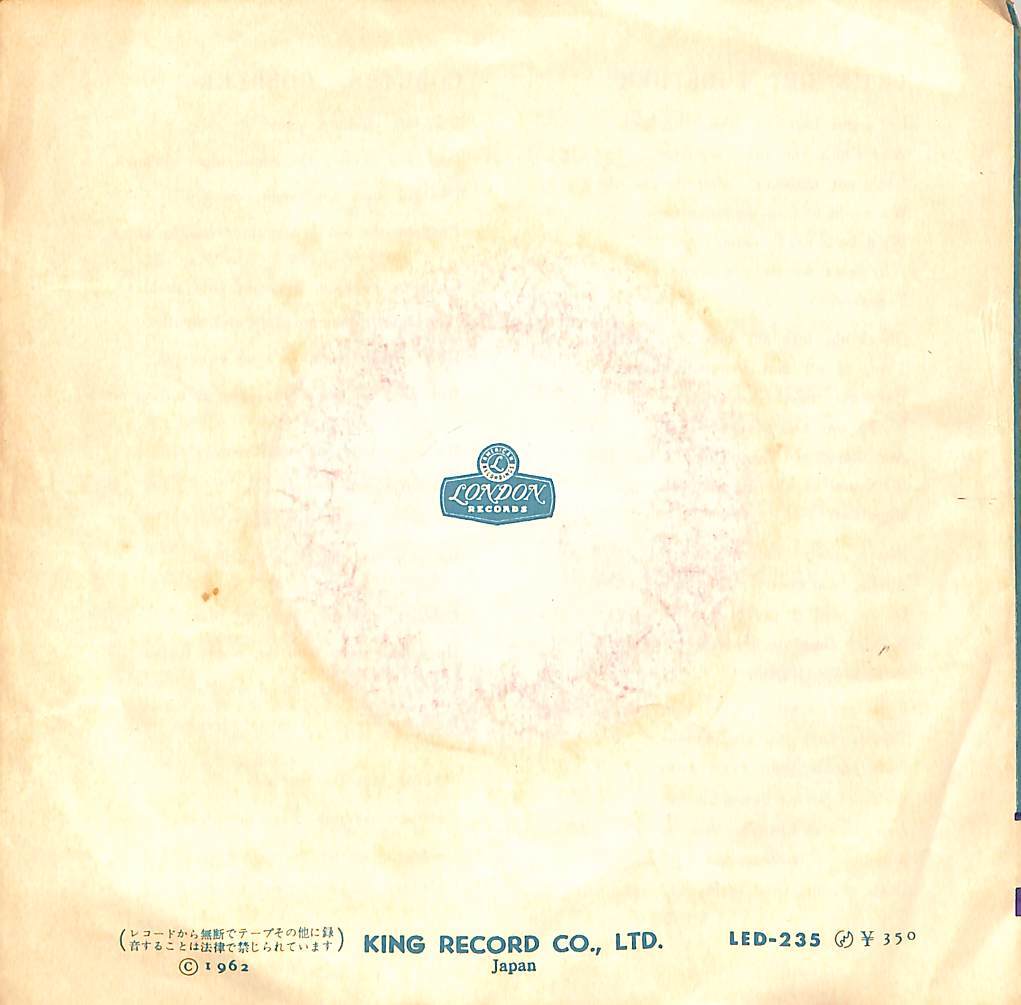 AMERICAN
L
RECORDINGS
LONDON
RECORDS
(レコードから無断でテープその他に録
音することは法律で禁じられています)
© 1962
KING RECORD CO., LTD.
Japan
LED-235 ¥ 350